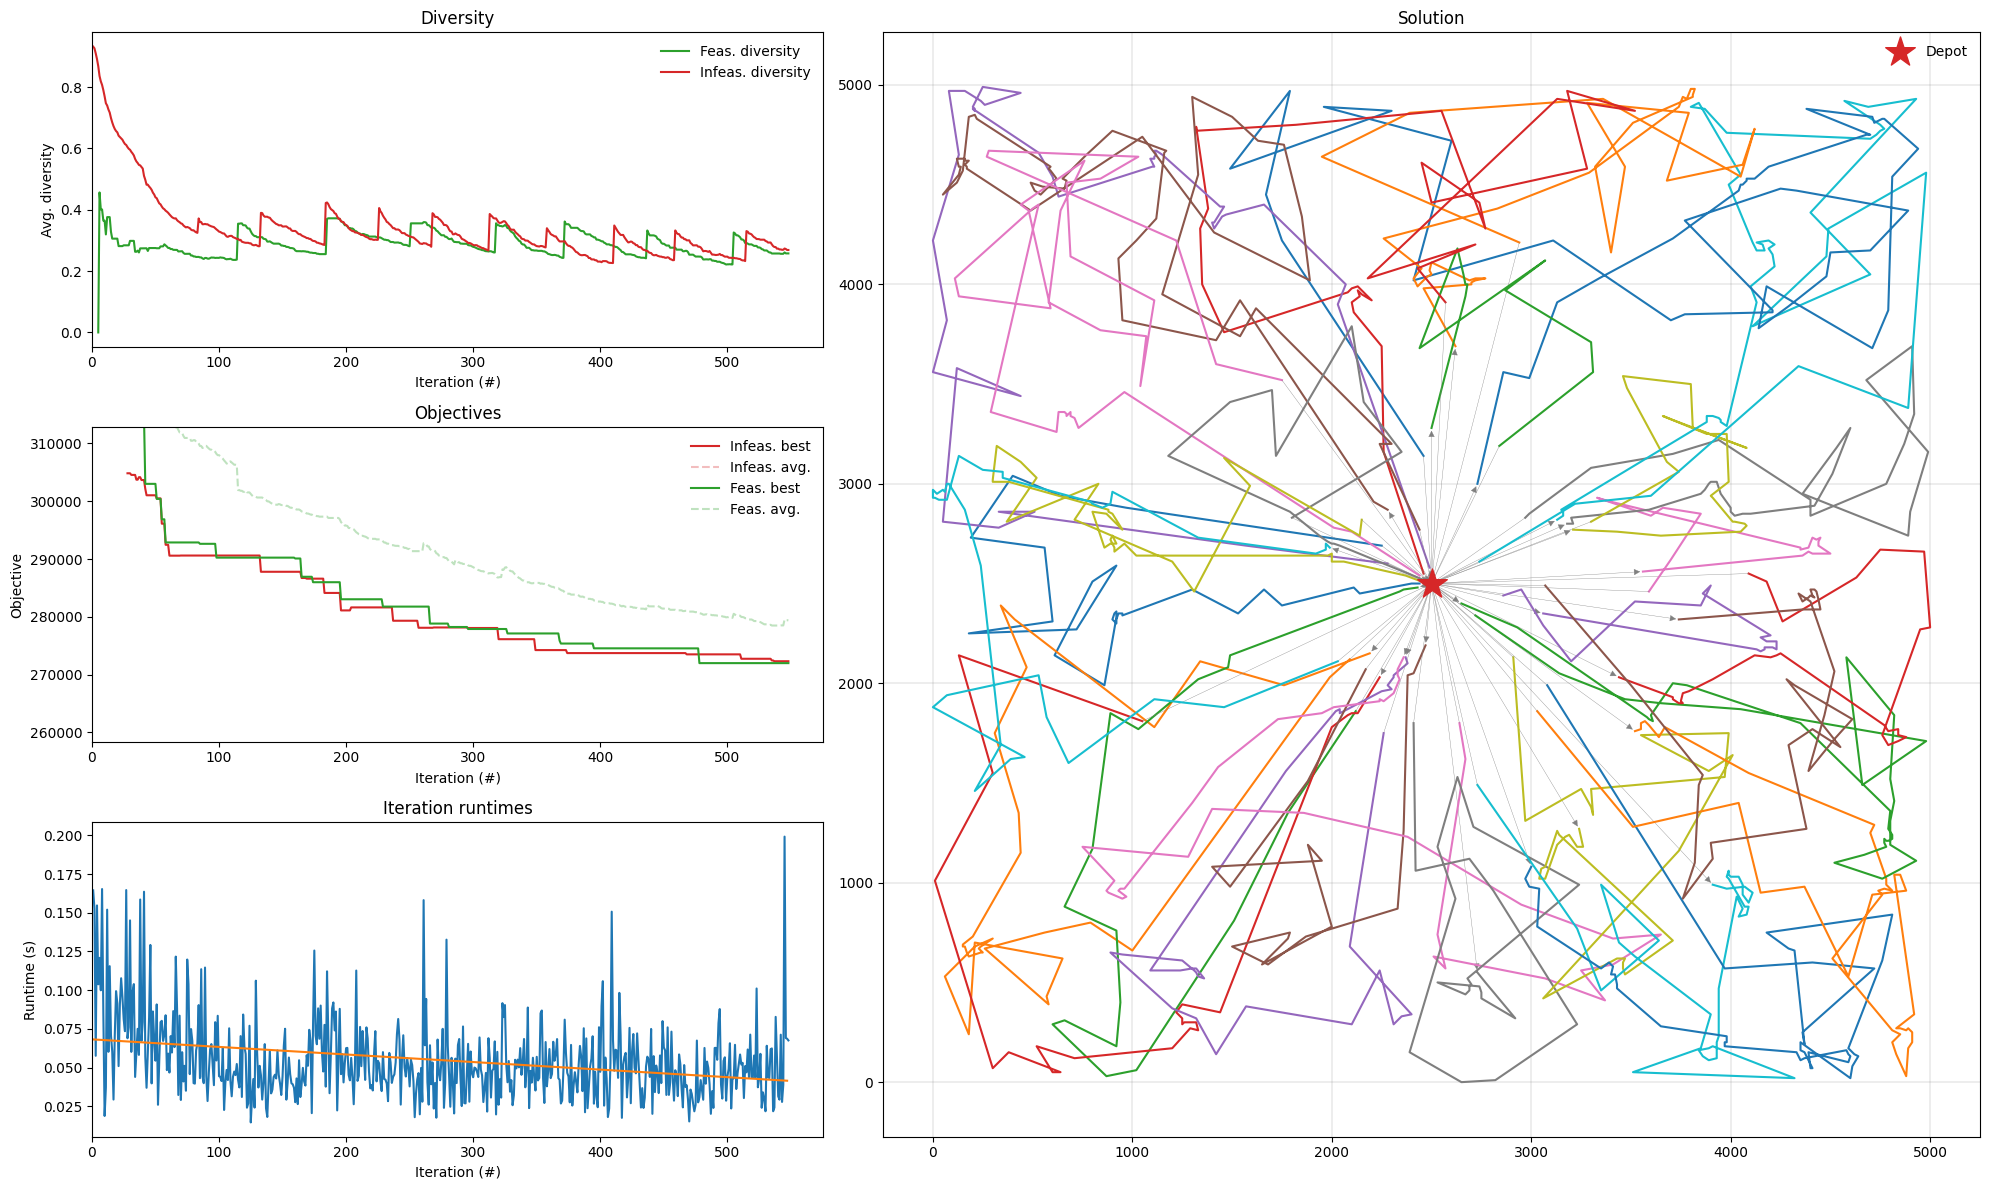 Diversity
Feas. diversity
Infeas. diversity
Avg. diversity
0.8
0.6
0.4
0.2
0.0
0 100 200 300 400 500
Iteration (#)
Objectives
Infeas. best
Infeas. avg.
Feas. best
Feas. avg.
Objective
310000
300000
290000
280000
270000
260000
0 100 200 300 400 500
Iteration (#)
Iteration runtimes
Runtime (s)
0.200
0.175
0.150
0.125
0.100
0.075
0.050
0.025
0 100 200 300 400 500
Iteration (#)
Solution
Depot
5000
4000
3000
2000
1000
0
0 1000 2000 3000 4000 5000